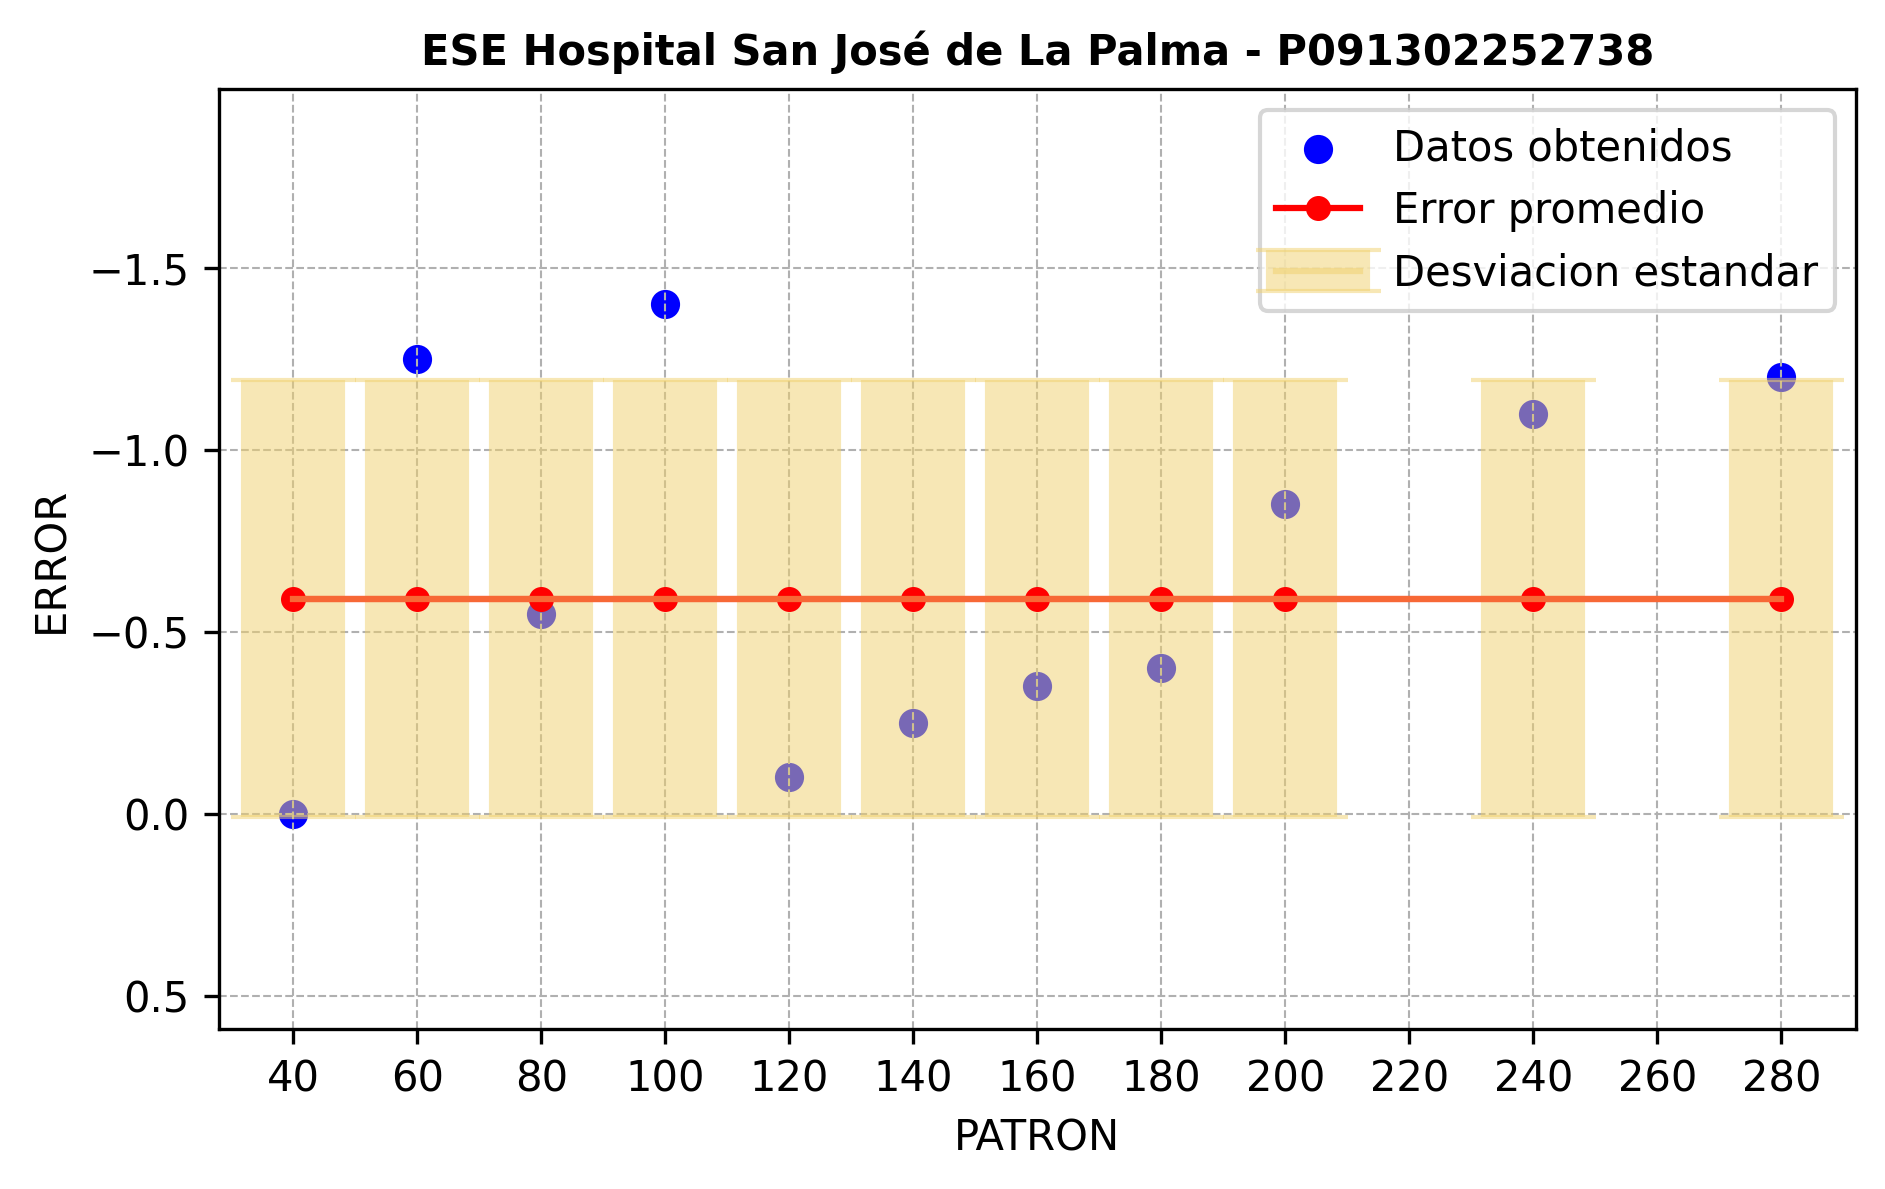 ESE Hospital San José de La Palma - P091302252738
Datos obtenidos
Error promedio
Desviacion estandar
ERROR
−1.5
−1.0
−0.5
0.0
0.5
40 60 80 100 120 140 160 180 200 220 240 260 280
PATRON